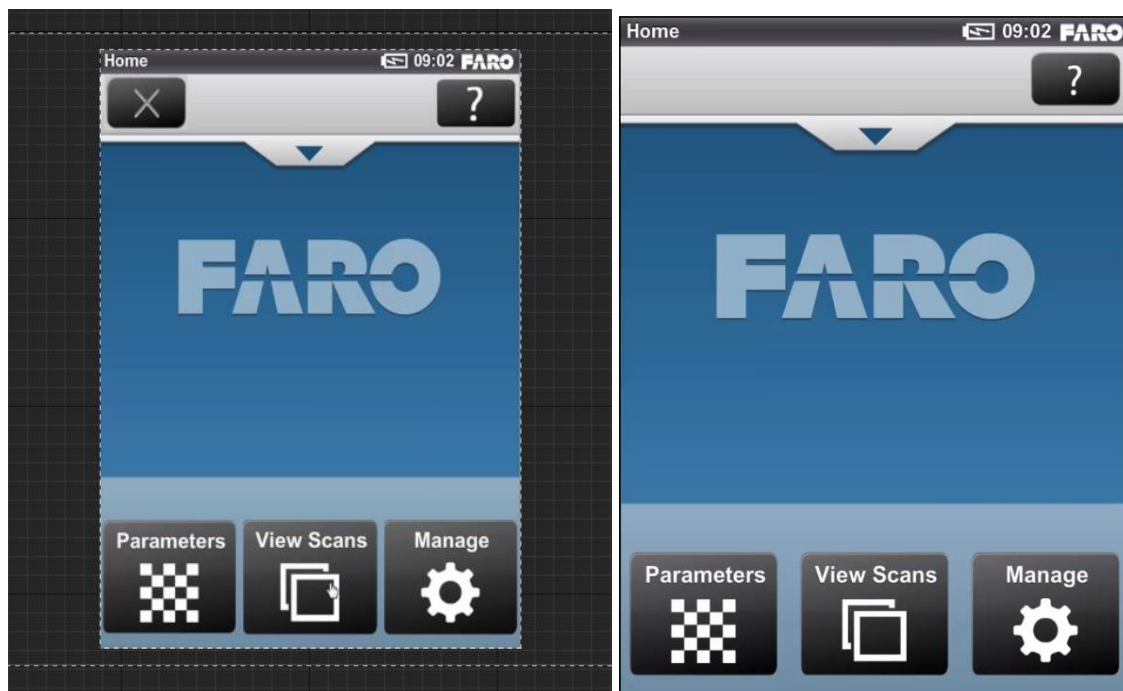 Home 09:02 FARO
?
FARO
Parameters View Scans Manage
Home 09:02 FARO
?
FARO
Parameters View Scans Manage